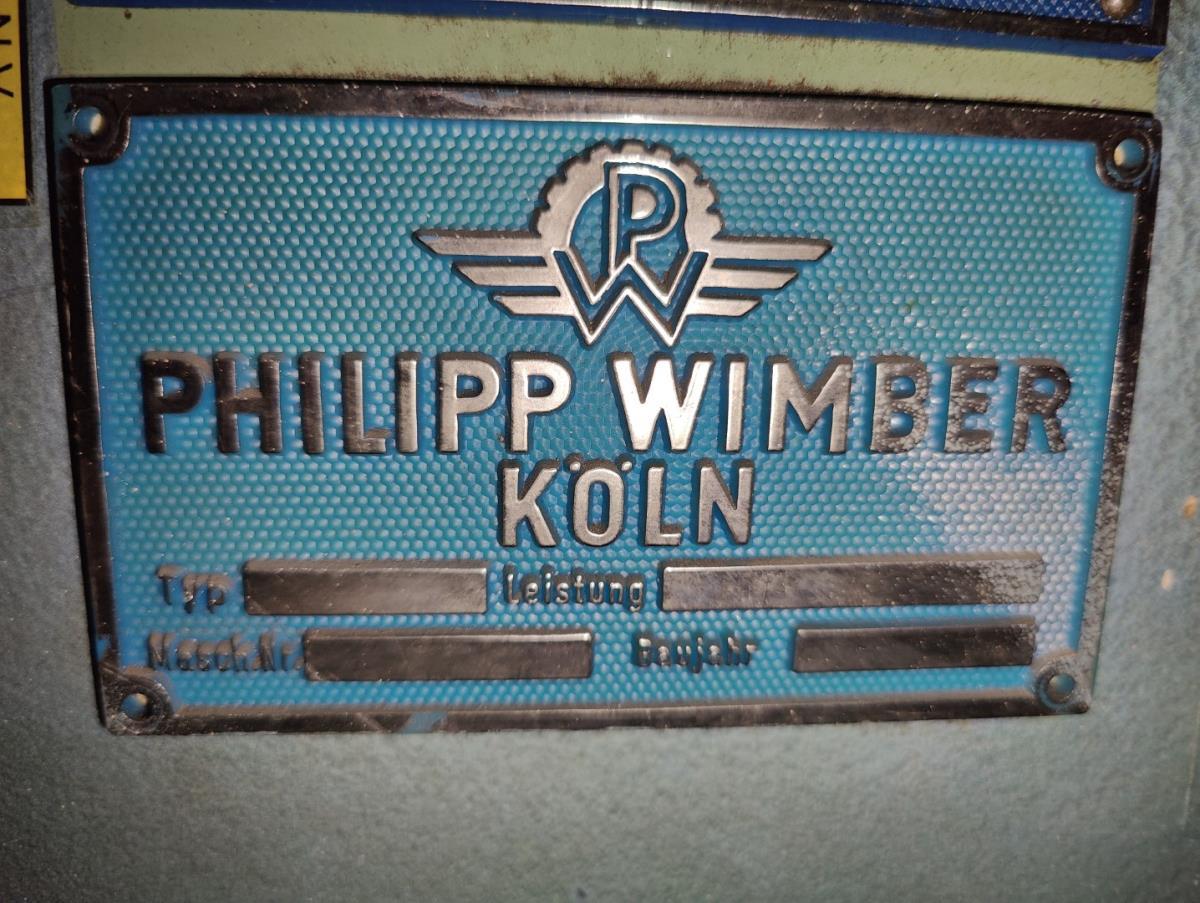 PW
PHILIPP WIMBER
KÖLN
Typ Leistung
Masch.Nr. Baujahr